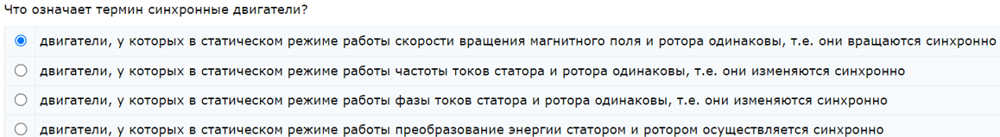 Что означает термин синхронные двигатели?
двигатели, у которых в статическом режиме работы скорости вращения магнитного поля и ротора одинаковы, т.е. они вращаются синхронно
двигатели, у которых в статическом режиме работы частоты токов статора и ротора одинаковы, т.е. они изменяются синхронно
двигатели, у которых в статическом режиме работы фазы токов статора и ротора одинаковы, т.е. они изменяются синхронно
двигатели, у которых в статическом режиме работы преобразование энергии статором и ротором осуществляется синхронно